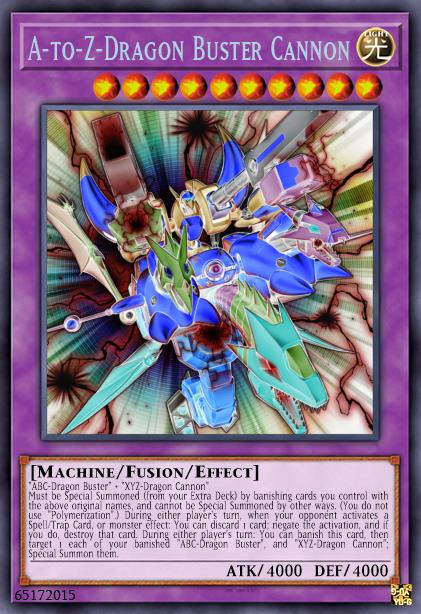 A-to-Z-Dragon Buster Cannon
LIGHT
光
[Machine/Fusion/Effect]
"ABC-Dragon Buster" + "XYZ-Dragon Cannon"
Must be Special Summoned (from your Extra Deck) by banishing cards you control with
the above original names, and cannot be Special Summoned by other ways. (You do not
use "Polymerization".) During either player's turn, when your opponent activates a
Spell/Trap Card, or monster effect: You can discard 1 card; negate the activation, and if
you do, destroy that card. During either player's turn: You can banish this card, then
target 1 each of your banished "ABC-Dragon Buster", and "XYZ-Dragon Cannon";
Special Summon them.
ATK/4000 DEF/4000
65172015